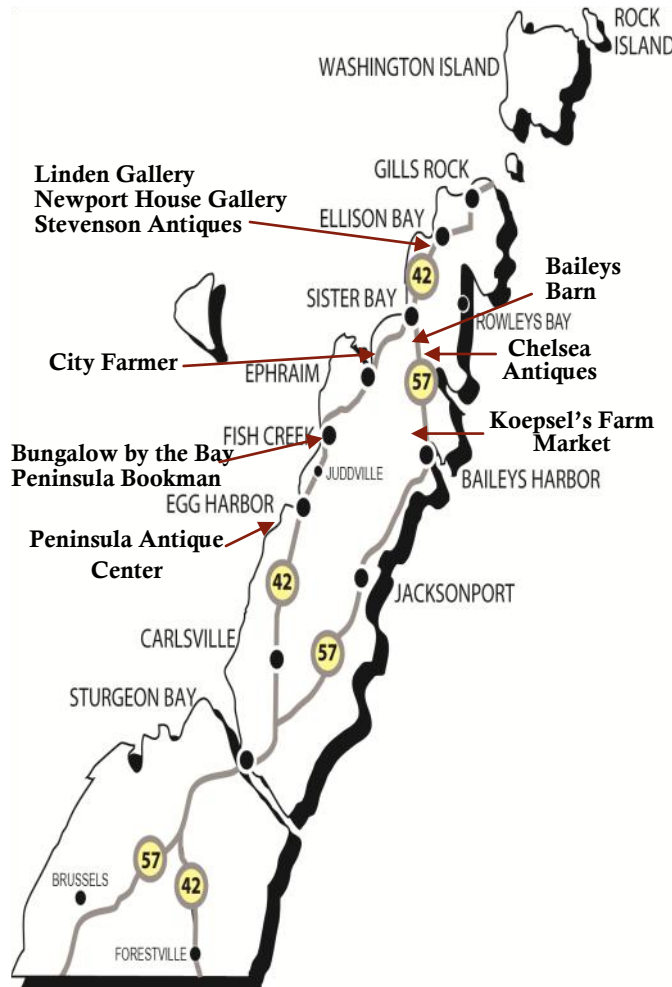 ROCK
ISLAND
WASHINGTON ISLAND
GILLS ROCK
Linden Gallery
Newport House Gallery
Stevenson Antiques
ELLISON BAY
42
Baileys
Barn
SISTER BAY
ROWLEYS BAY
City Farmer
EPHRAIM
Chelsea
Antiques
57
Koepsel's Farm
Market
FISH CREEK
Bungalow by the Bay
Peninsula Bookman
JUDDVILLE
BAILEYS HARBOR
EGG HARBOR
Peninsula Antique
Center
42
JACKSONPORT
CARLSVILLE
57
STURGEON BAY
57
42
BRUSSELS
FORESTVILLE